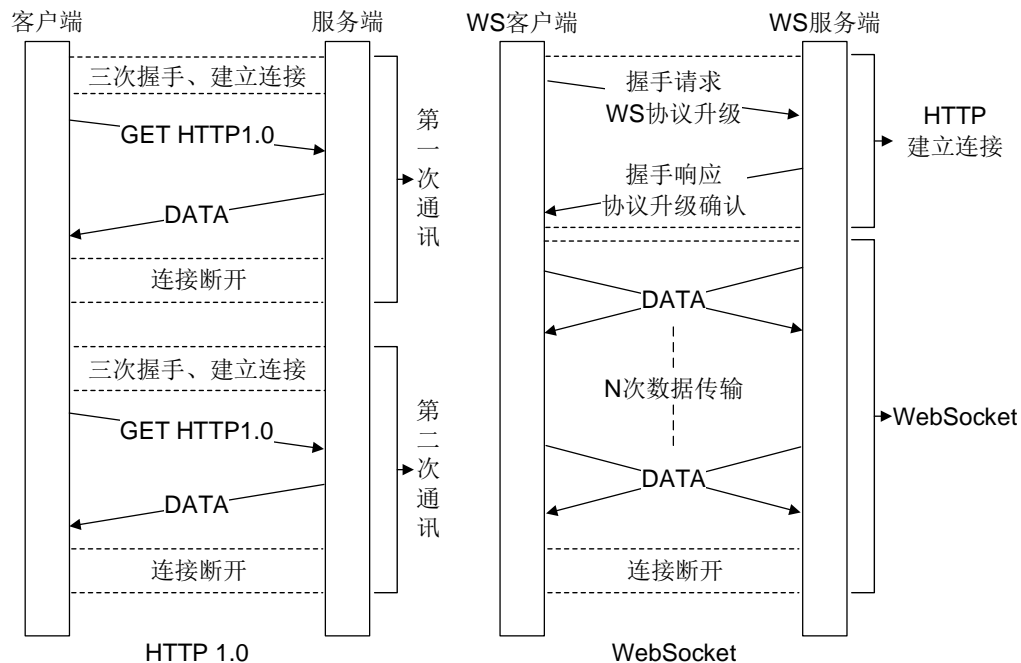 客户端
服务端
三次握手、建立连接
GET HTTP1.0
DATA
连接断开
第一次通讯
三次握手、建立连接
GET HTTP1.0
DATA
连接断开
第二次通讯
HTTP 1.0
WS客户端
WS服务端
握手请求
WS协议升级
握手响应
协议升级确认
HTTP
建立连接
DATA
N次数据传输
DATA
连接断开
WebSocket
WebSocket